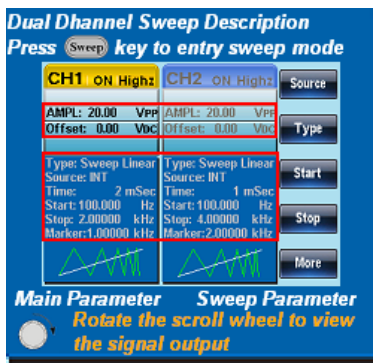 Dual Dhannel Sweep Description
Press Sweep key to entry sweep mode
CH1 ON Highz CH2 ON Highz Source
AMPL: 20.00 VPP AMPL: 20.00 VPP
Offset: 0.00 VDC Offset: 0.00 VDC Type
Type: Sweep Linear Type: Sweep Linear
Source: INT Source: INT Start
Time: 2 mSec Time: 1 mSec
Start:100.000 Hz Start:100.000 Hz
Stop: 2.00000 kHz Stop: 4.00000 kHz Stop
Marker:1.00000 kHz Marker:2.00000 kHz
More
Main Parameter Sweep Parameter
Rotate the scroll wheel to view
the signal output